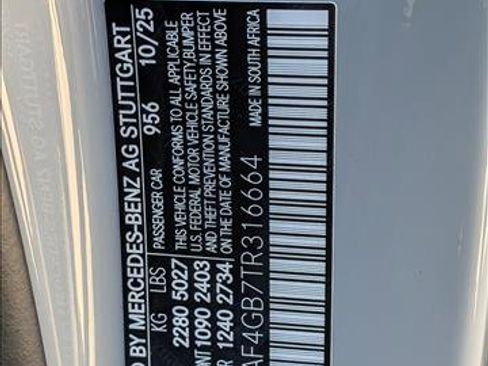 D BY MERCEDES-BENZ AG STUTTGART
956 10/25
KG LBS PASSENGER CAR
2280 5027 THIS VEHICLE CONFORMS TO ALL APPLICABLE
U.S. FEDERAL MOTOR VEHICLE SAFETY, BUMPER
ANT 1090 2403 AND THEFT PREVENTION STANDARDS IN EFFECT
R 1240 2734 ON THE DATE OF MANUFACTURE SHOWN ABOVE
AF4GB7TR316664 MADE IN SOUTH AFRICA